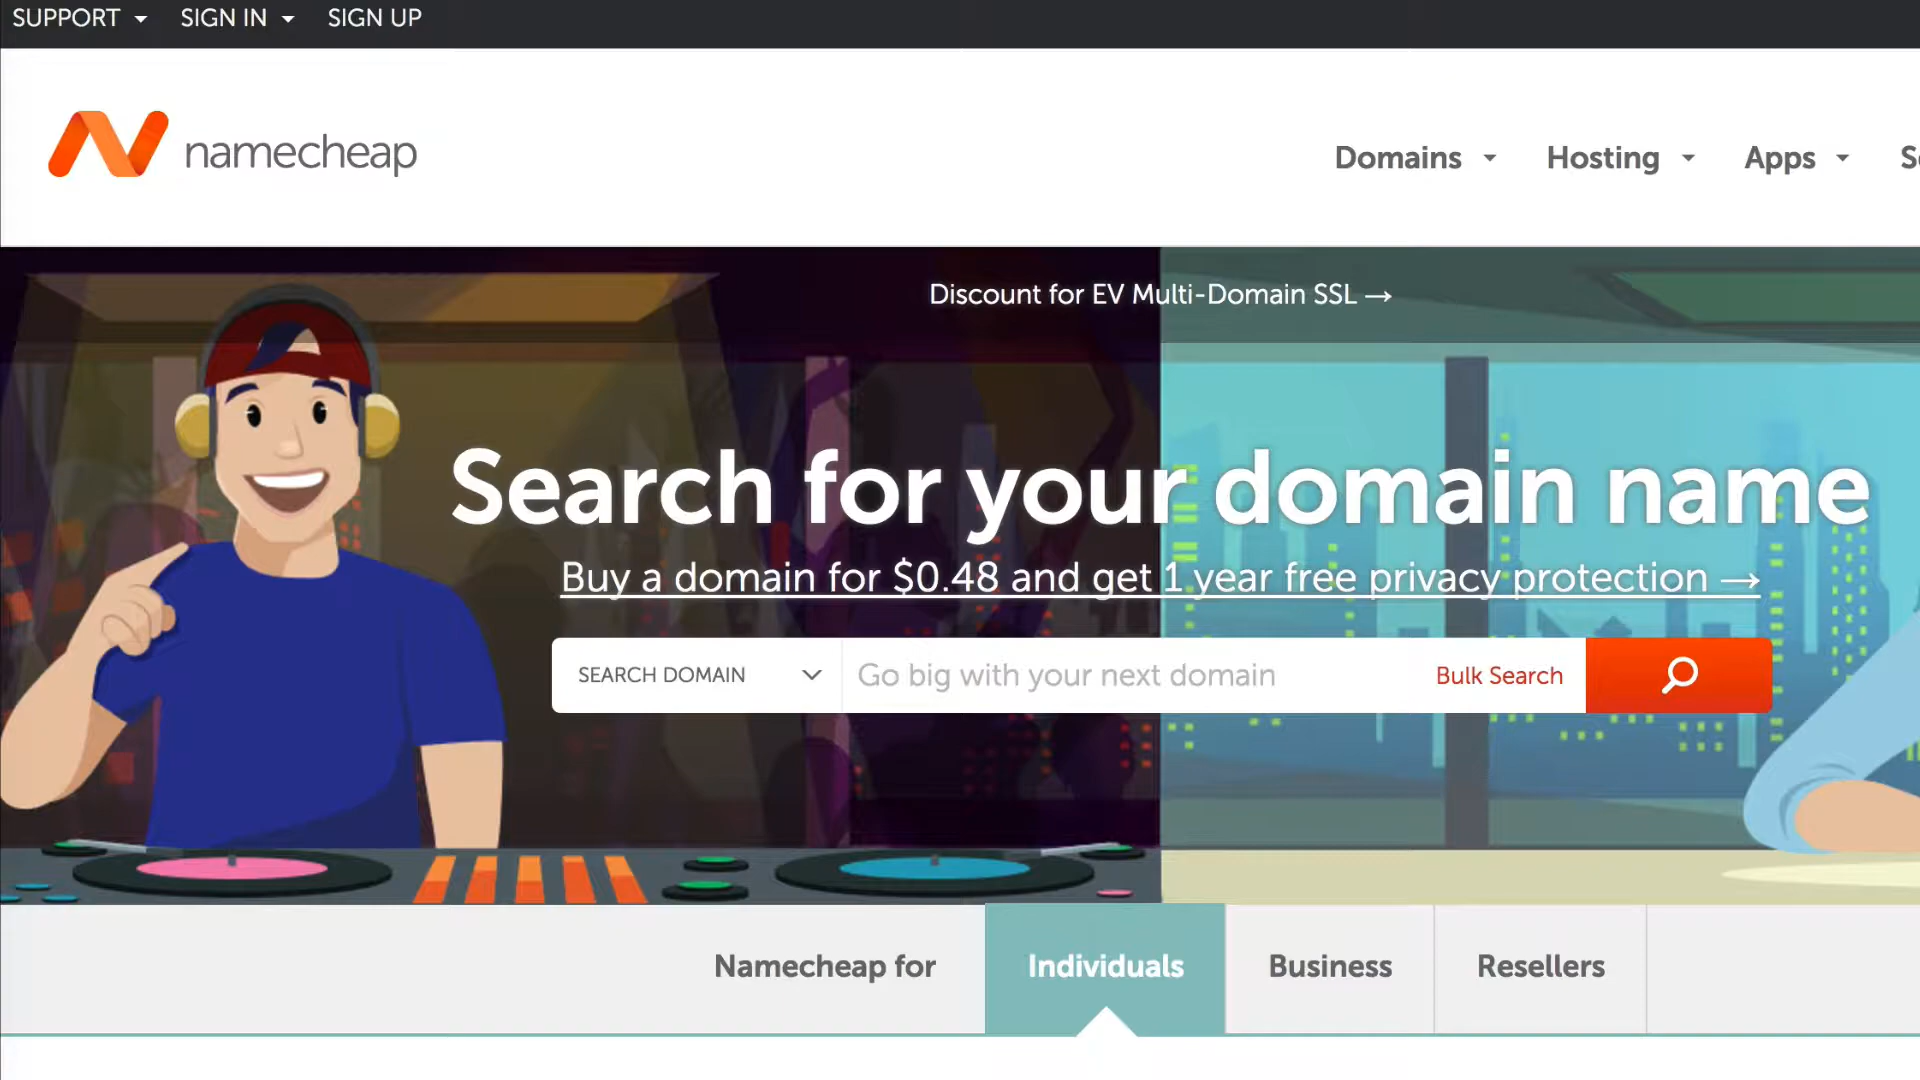 SUPPORT SIGN IN SIGN UP
namecheap
Domains Hosting Apps
Discount for EV Multi-Domain SSL →
Search for your domain name
Buy a domain for $0.48 and get 1 year free privacy protection →
SEARCH DOMAIN Go big with your next domain Bulk Search
Namecheap for Individuals Business Resellers